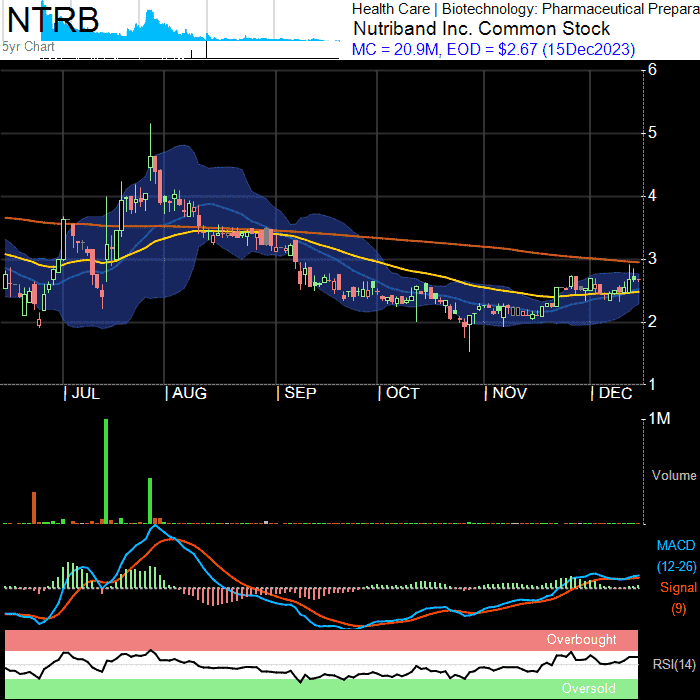 NTRB
5yr Chart
Health Care | Biotechnology: Pharmaceutical Prepara
Nutriband Inc. Common Stock
MC = 20.9M, EOD = $2.67 (15Dec2023)
6
5
4
3
2
1
| JUL | AUG | SEP | OCT | NOV | DEC
1M
Volume
MACD
(12-26)
Signal
(9)
Overbought
RSI(14)
Oversold